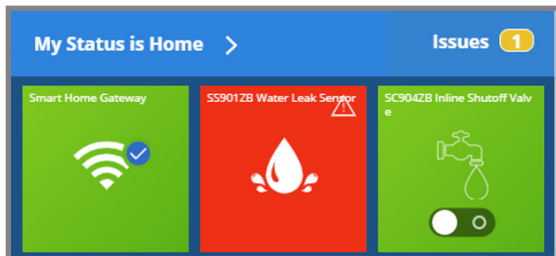 My Status is Home
Issues 1
Smart Home Gateway
SS901ZB Water Leak Sensor
SC904ZB Inline Shutoff Valv
e